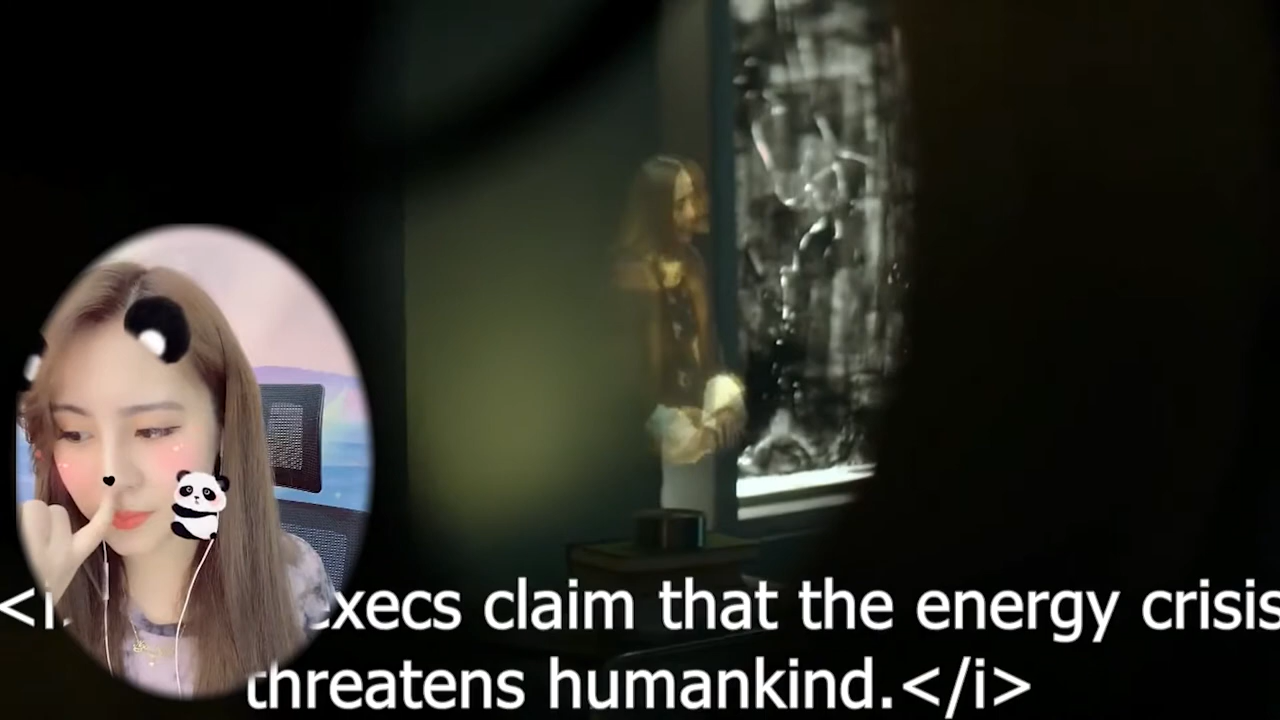 execs claim that the energy crisis
threatens humankind.</i>